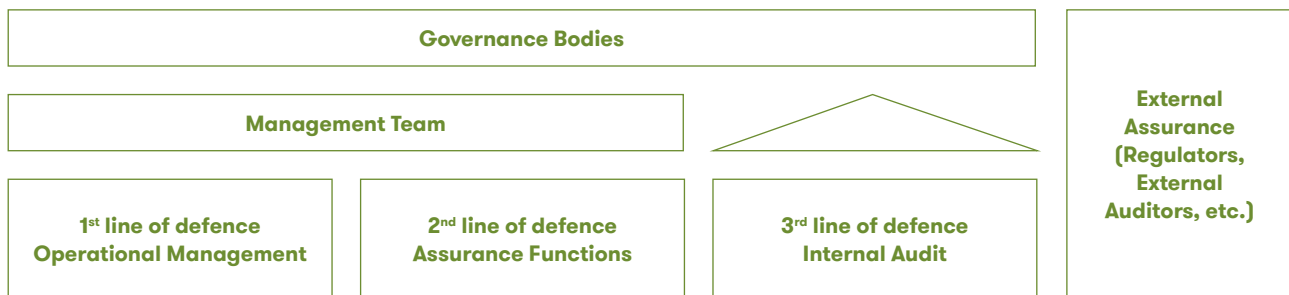 Governance Bodies
Management Team
External
Assurance
(Regulators,
External
Auditors, etc.)
1st line of defence
Operational Management
2nd line of defence
Assurance Functions
3rd line of defence
Internal Audit